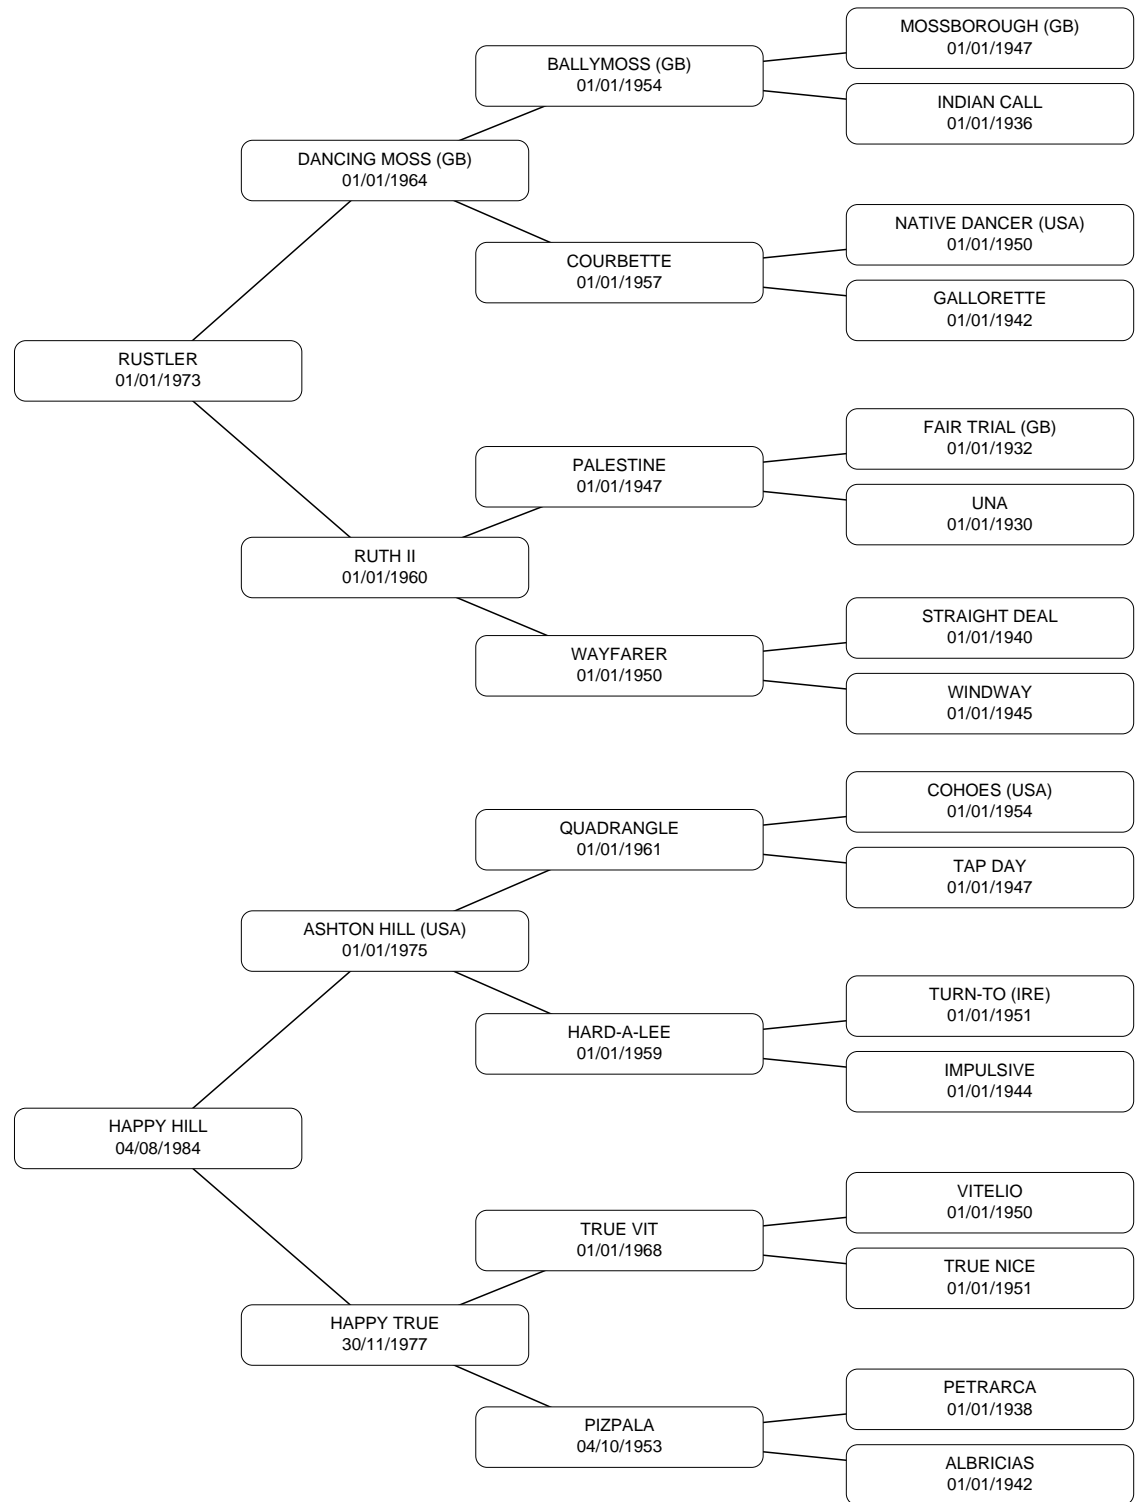 MOSSBOROUGH (GB)
01/01/1947
BALLYMOSS (GB)
01/01/1954
INDIAN CALL
01/01/1936
DANCING MOSS (GB)
01/01/1964
NATIVE DANCER (USA)
01/01/1950
COURBETTE
01/01/1957
GALLORETTE
01/01/1942
RUSTLER
01/01/1973
FAIR TRIAL (GB)
01/01/1932
PALESTINE
01/01/1947
UNA
01/01/1930
RUTH II
01/01/1960
STRAIGHT DEAL
01/01/1940
WAYFARER
01/01/1950
WINDWAY
01/01/1945
COHOES (USA)
01/01/1954
QUADRANGLE
01/01/1961
TAP DAY
01/01/1947
ASHTON HILL (USA)
01/01/1975
TURN-TO (IRE)
01/01/1951
HARD-A-LEE
01/01/1959
IMPULSIVE
01/01/1944
HAPPY HILL
04/08/1984
VITELIO
01/01/1950
TRUE VIT
01/01/1968
TRUE NICE
01/01/1951
HAPPY TRUE
30/11/1977
PETRARCA
01/01/1938
PIZPALA
04/10/1953
ALBRICIAS
01/01/1942